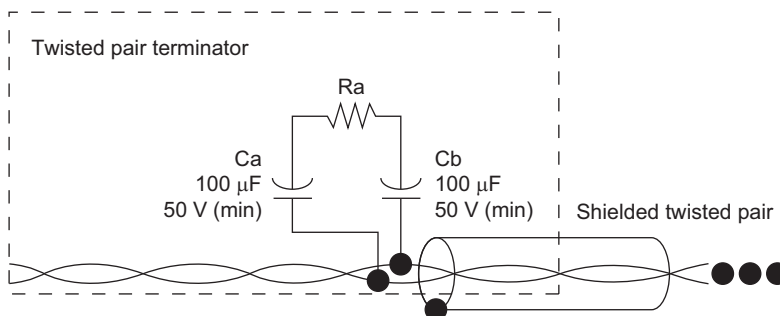 Twisted pair terminator
Ra
Ca
100 μF
50 V (min)
Cb
100 μF
50 V (min)
Shielded twisted pair